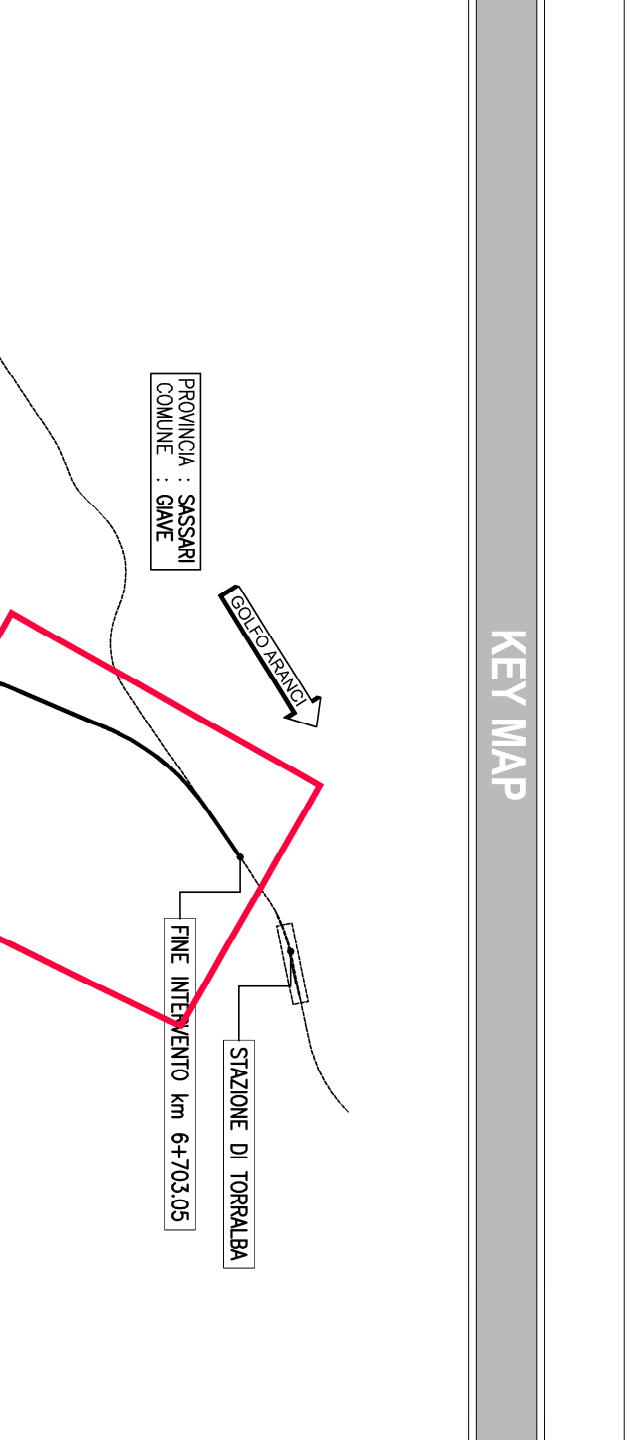 KEY MAP
PROVINCIA : SASSARI
COMUNE : GIAVE
GOLFO ARANCI
STAZIONE DI TORRALBA
FINE INTERVENTO km 6+703.05